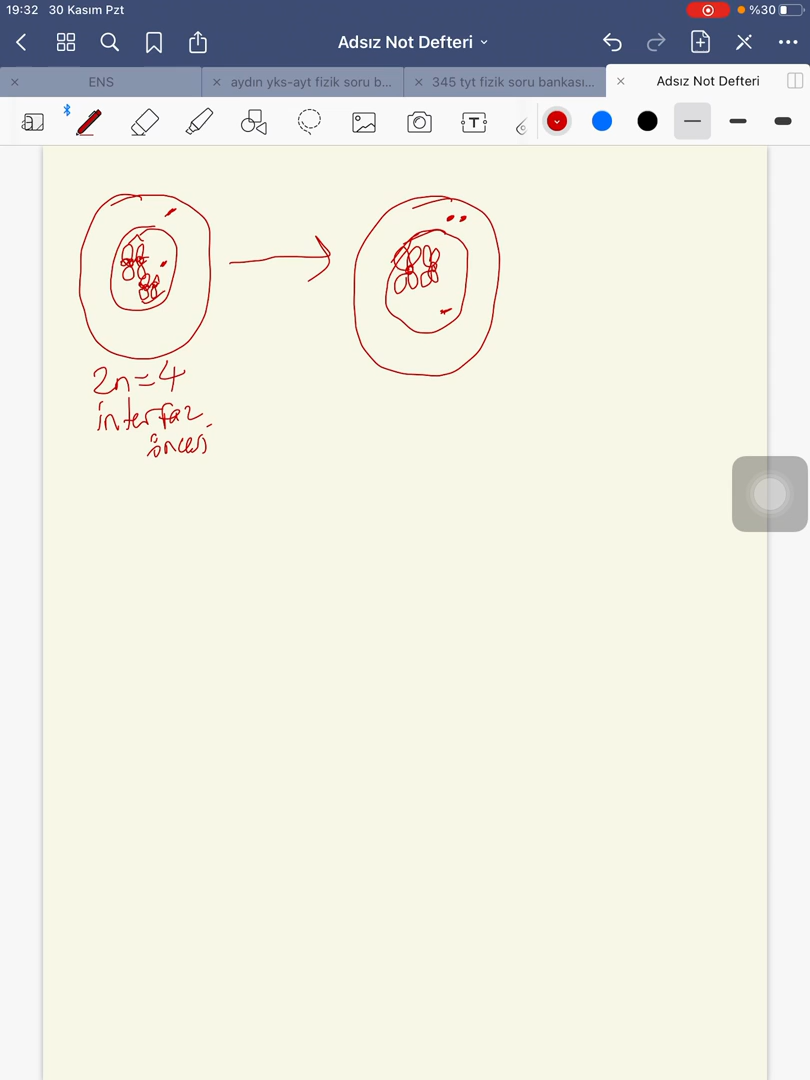 19:32 30 Kasım Pzt
%30
Adsız Not Defteri
ENS
aydın yks-ayt fizik soru b...
345 tyt fizik soru bankası...
Adsız Not Defteri
2n=4
interfaz
öncesi